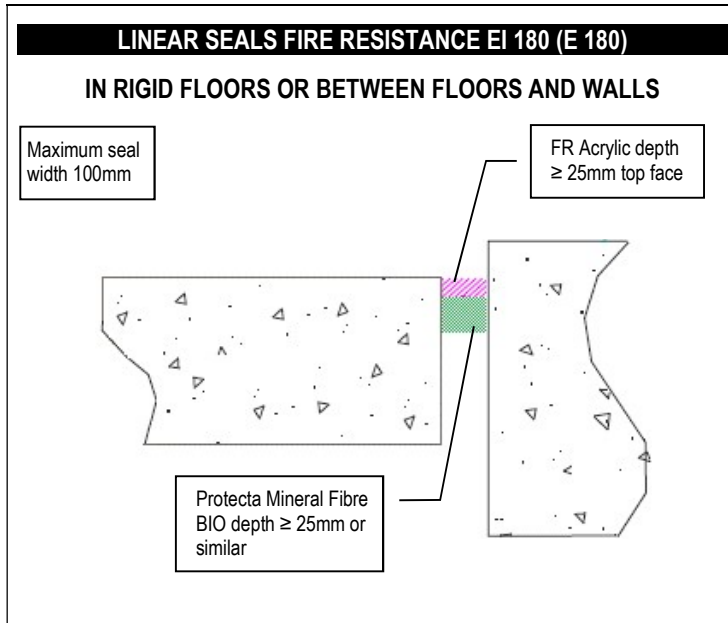 LINEAR SEALS FIRE RESISTANCE EI 180 (E 180)
IN RIGID FLOORS OR BETWEEN FLOORS AND WALLS
Maximum seal
width 100mm
FR Acrylic depth
≥ 25mm top face
Protecta Mineral Fibre
BIO depth ≥ 25mm or
similar